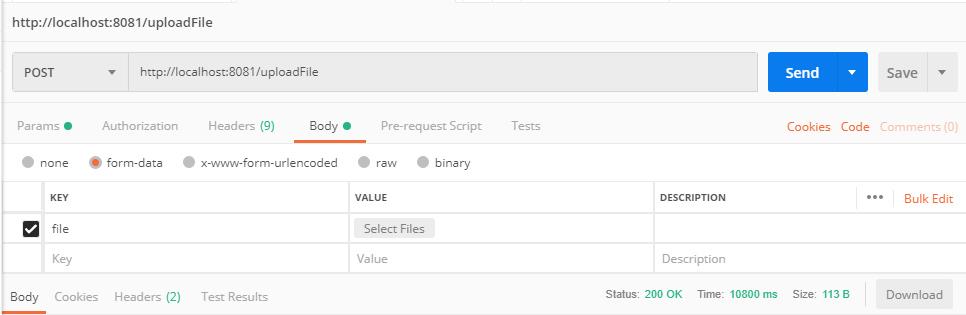 http://localhost:8081/uploadFile
POST http://localhost:8081/uploadFile Send Save
Params Authorization Headers (9) Body Pre-request Script Tests Cookies Code Comments (0)
none form-data x-www-form-urlencoded raw binary
KEY VALUE DESCRIPTION ••• Bulk Edit
file Select Files
Key Value Description
Body Cookies Headers (2) Test Results Status: 200 OK Time: 10800 ms Size: 113 B Download